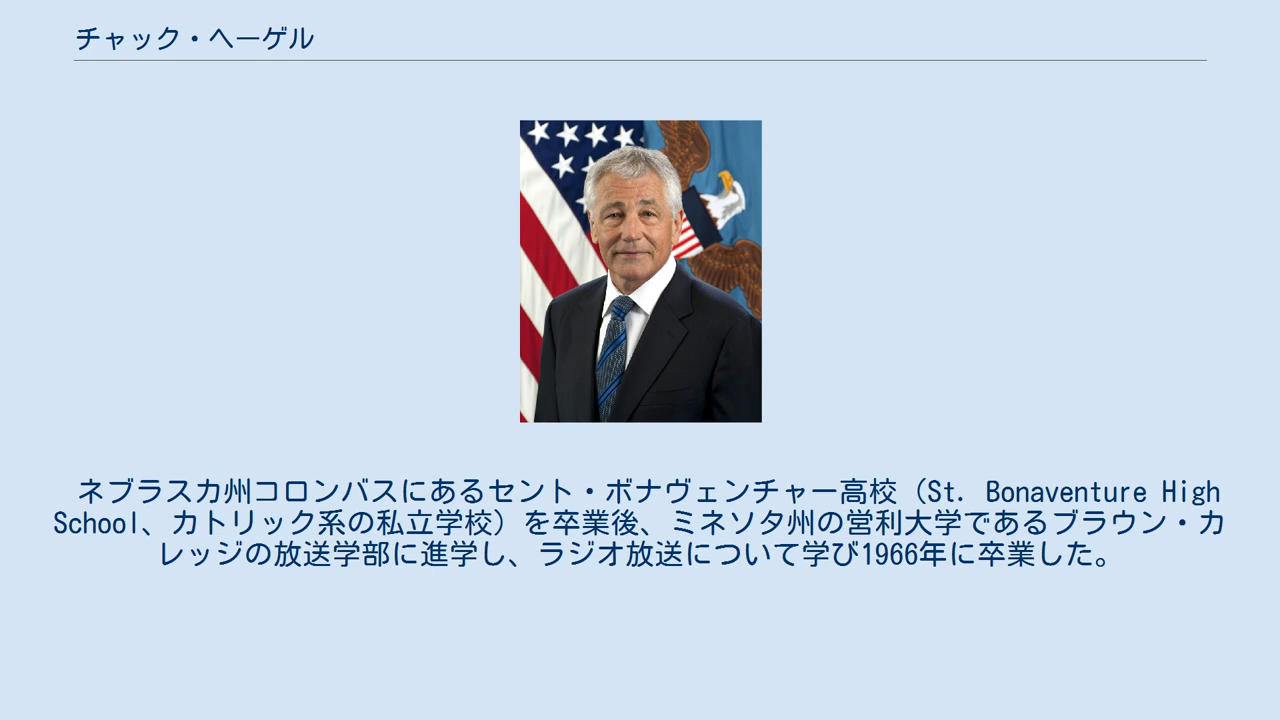 チャック・ヘーゲル
ネブラスカ州コロンバスにあるセント・ボナヴェンチャー高校（St. Bonaventure High
School、カトリック系の私立学校）を卒業後、ミネソタ州の営利大学であるブラウン・カ
レッジの放送学部に進学し、ラジオ放送について学び1966年に卒業した。